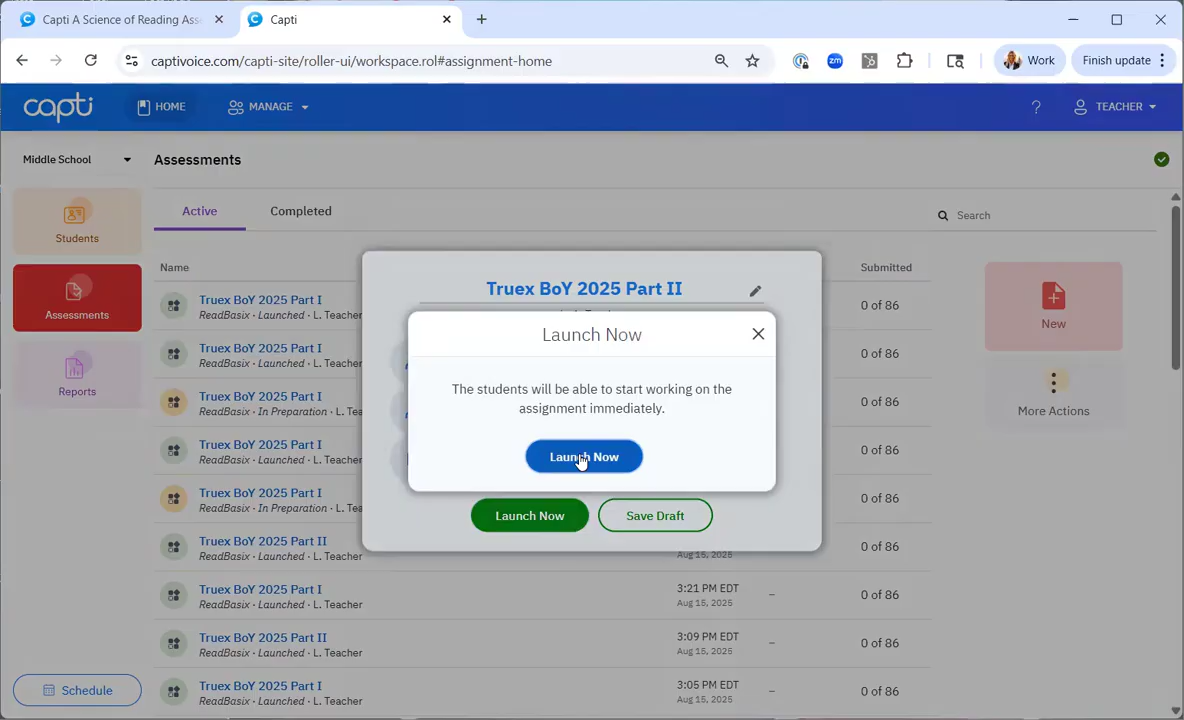 Capti A Science of Reading Ass
Capti
captivoice.com/capti-site/roller-ui/workspace.rol#assignment-home
zm
Work
Finish update
capti
HOME
MANAGE
?
TEACHER
Middle School
Assessments
Students
Assessments
Reports
Schedule
Active
Completed
Search
Name
Submitted
Truex BoY 2025 Part I
ReadBasix · Launched · L. Teacher
0 of 86
Truex BoY 2025 Part I
ReadBasix · Launched · L. Teacher
0 of 86
Truex BoY 2025 Part I
ReadBasix · In Preparation · L. Tea
0 of 86
Truex BoY 2025 Part I
ReadBasix · Launched · L. Teacher
0 of 86
Truex BoY 2025 Part I
ReadBasix · In Preparation · L. Tea
0 of 86
Truex BoY 2025 Part II
ReadBasix · Launched · L. Teacher
Aug 15, 2025
0 of 86
Truex BoY 2025 Part I
ReadBasix · Launched · L. Teacher
3:21 PM EDT
Aug 15, 2025
–
0 of 86
Truex BoY 2025 Part II
ReadBasix · Launched · L. Teacher
3:09 PM EDT
Aug 15, 2025
–
0 of 86
Truex BoY 2025 Part I
ReadBasix · Launched · L. Teacher
3:05 PM EDT
Aug 15, 2025
–
0 of 86
New
More Actions
Truex BoY 2025 Part II
Launch Now
The students will be able to start working on the
assignment immediately.
Launch Now
Launch Now
Save Draft